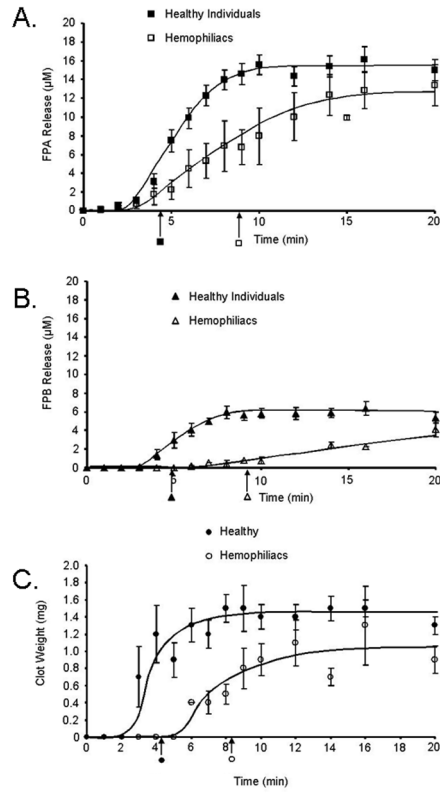 A.
Healthy Individuals
Hemophiliacs
FPA Release (µM)
20
18
16
14
12
10
8
6
4
2
0
0 5 10 15 20
Time (min)
B.
Healthy Individuals
Hemophiliacs
FPB Release (µM)
20
18
16
14
12
10
8
6
4
2
0
0 5 10 15 20
Time (min)
C.
Healthy
Hemophiliacs
Clot Weight (mg)
2.0
1.8
1.6
1.4
1.2
1.0
0.8
0.6
0.4
0.2
0
0 2 4 6 8 10 12 14 16 18 20
Time (min)